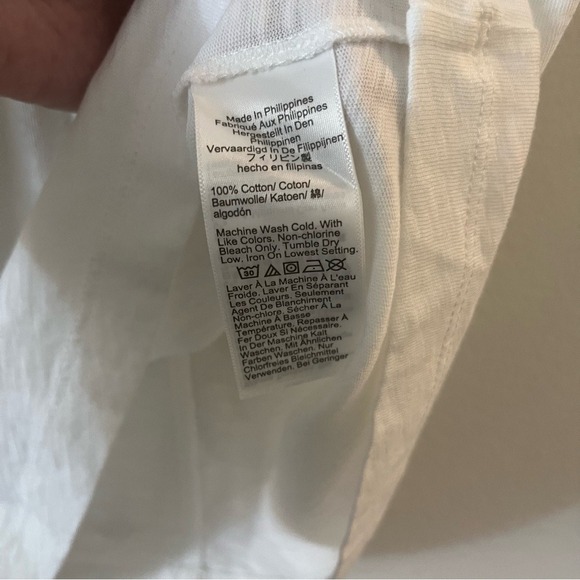 Made In Philippines
Fabriqué Aux Philippines
Hergestellt In Den
Philippinen
Vervaardigd In De Filippijnen
フィリピン製
hecho en filipinas
100% Cotton/ Coton/
Baumwolle/ Katoen/ 綿/
algodón
Machine Wash Cold. With
Like Colors. Non-chlorine
Bleach Only. Tumble Dry
Low. Iron On Lowest Setting.
30
Laver À La Machine À L'eau
Froide. Laver En Séparant
Les Couleurs. Seulement
Agent De Blanchiment
Non-chlore. Sécher À La
Machine À Basse
Température. Repasser À
Fer Doux Si Nécessaire.
In Der Maschine Kalt
Waschen. Mit Ähnlichen
Farben Waschen. Nur
Chlorfreies Bleichmittel
Verwenden. Bei Geringer